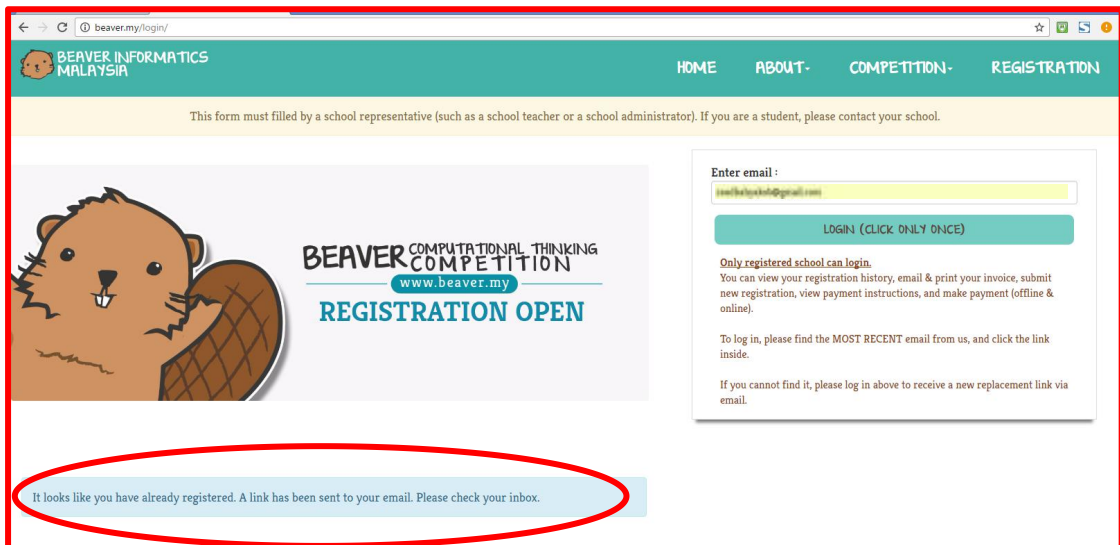 beaver.my/login/
BEAVER INFORMATICS
MALAYSIA
HOME ABOUT- COMPETITION- REGISTRATION
This form must filled by a school representative (such as a school teacher or a school administrator). If you are a student, please contact your school.
BEAVER COMPUTATIONAL THINKING
COMPETITION
www.beaver.my
REGISTRATION OPEN
Enter email :
LOGIN (CLICK ONLY ONCE)
Only registered school can login.
You can view your registration history, email & print your invoice, submit
new registration, view payment instructions, and make payment (offline &
online).
To log in, please find the MOST RECENT email from us, and click the link
inside.
If you cannot find it, please log in above to receive a new replacement link via
email.
It looks like you have already registered. A link has been sent to your email. Please check your inbox.